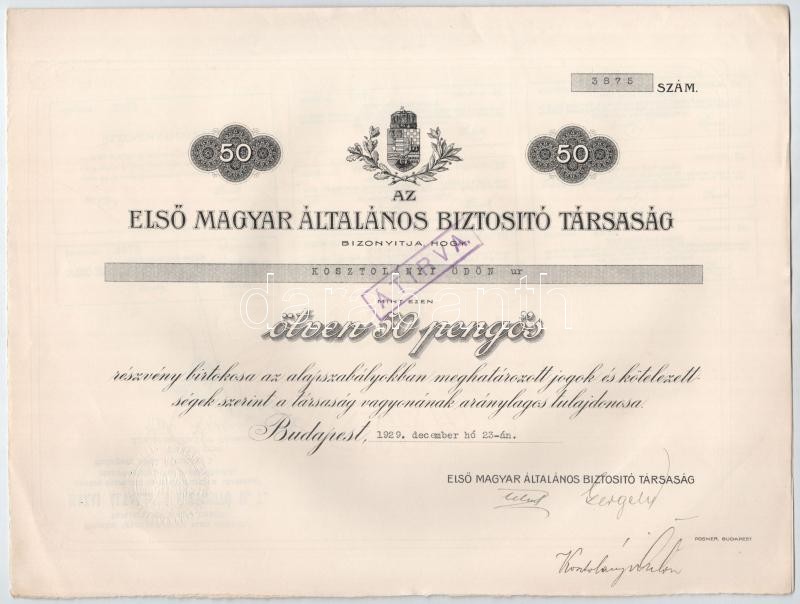 3875 SZÁM.
50 50
AZ
ELSŐ MAGYAR ÁLTALÁNOS BIZTOSITÓ TÁRSASÁG
BIZONYITJA, HOGY
KOSZTOLÁNYI ÖDÖN ur
ÁTIRVA
MINT EZEN
ötven 50 pengős
részvény birtokosa az alapszabályokban meghatározott jogok és kötelezett-
ségek szerint a társaság vagyonának aránylagos tulajdonosa.
Budapest, 1929. december hó 23-án.
ELSŐ MAGYAR ÁLTALÁNOS BIZTOSITÓ TÁRSASÁG
Gergely
POSNER, BUDAPEST
Kosztolányi Ödön